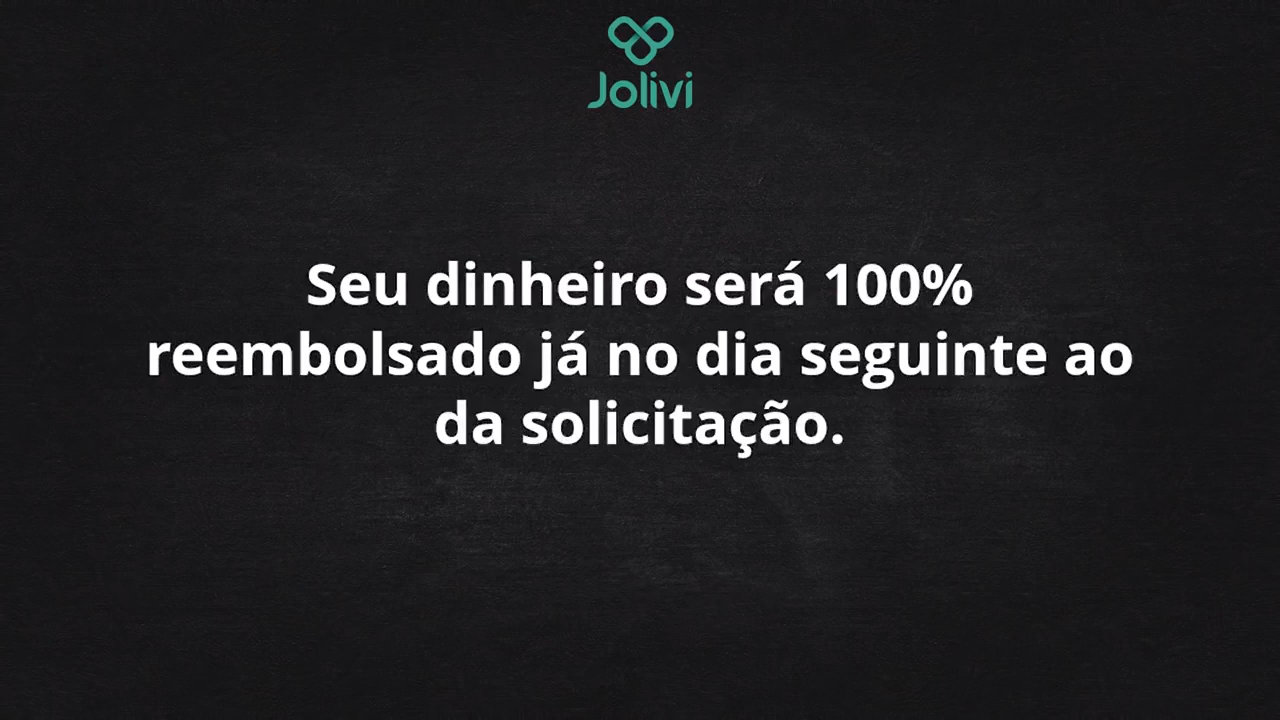 Jolivi
Seu dinheiro será 100%
reembolsado já no dia seguinte ao
da solicitação.